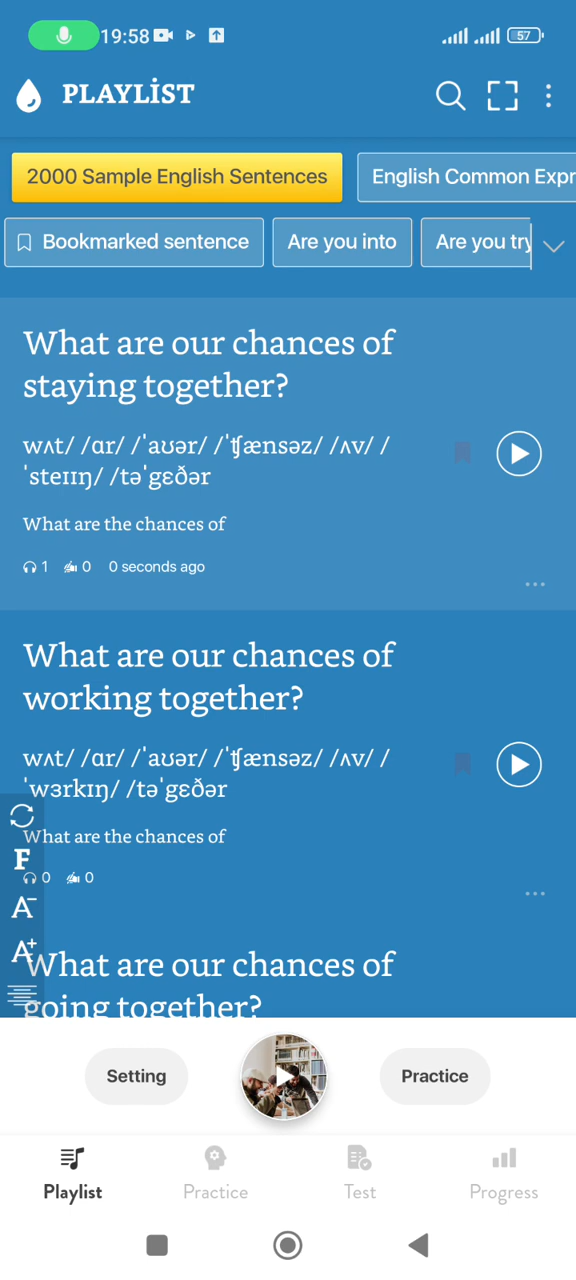 19:58
57
PLAYLİST
2000 Sample English Sentences
English Common Expr
Bookmarked sentence
Are you into
Are you try
What are our chances of
staying together?
wʌt/ /ɑr/ /ˈaʊər/ /ˈʧænsəz/ /ʌv/ /
ˈsteɪɪŋ/ /təˈgɛðər
What are the chances of
1 0 0 seconds ago
What are our chances of
working together?
wʌt/ /ɑr/ /ˈaʊər/ /ˈʧænsəz/ /ʌv/ /
ˈwɜrkɪŋ/ /təˈgɛðər
What are the chances of
F
0 0
A-
A+
What are our chances of
going together?
Setting
Practice
Playlist
Practice
Test
Progress